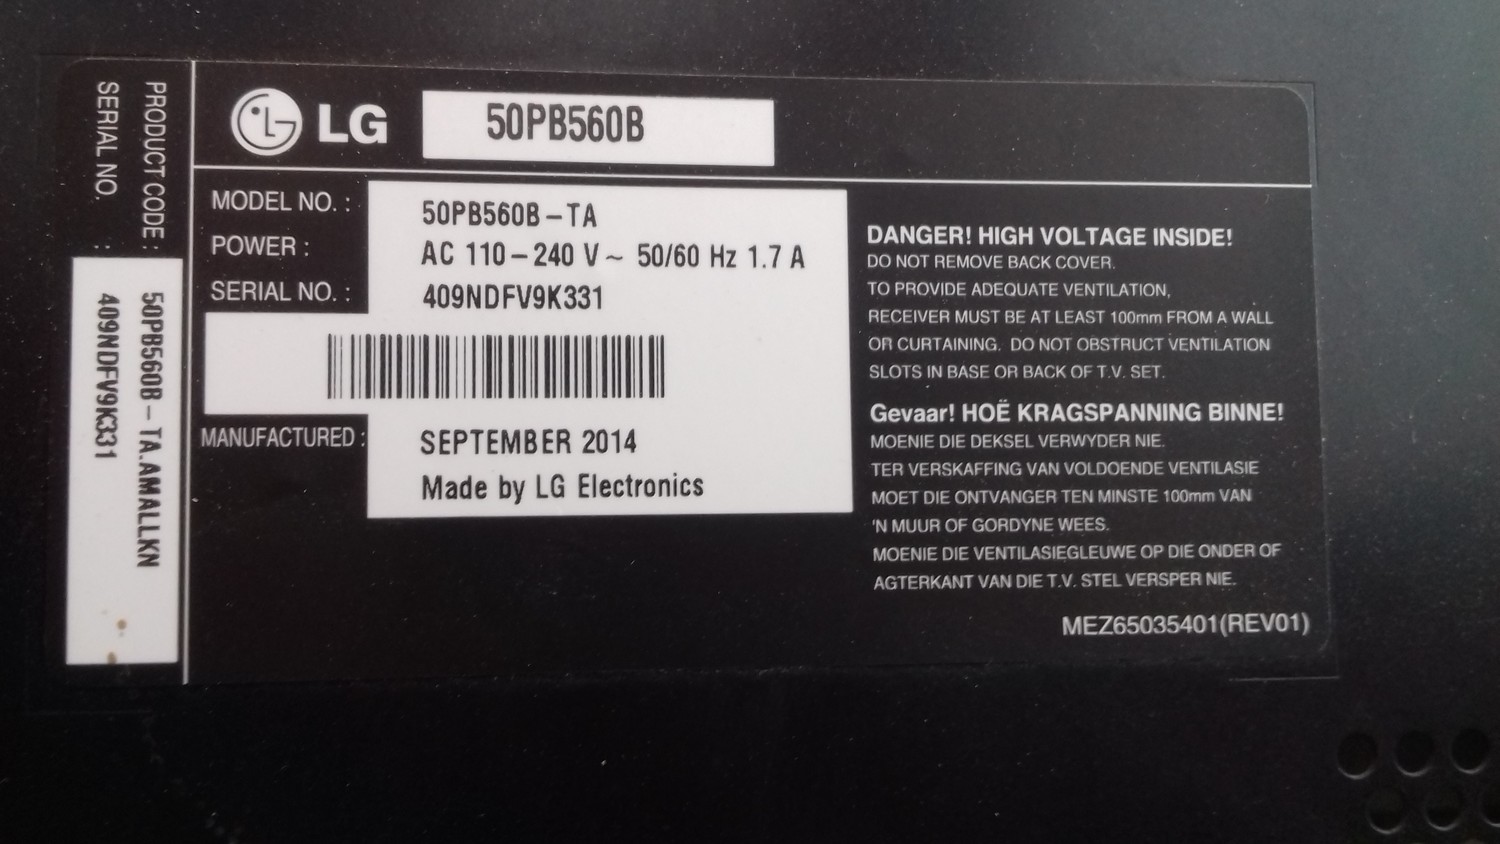 PRODUCT CODE : 50PB560B-TA.AMALLKN
SERIAL NO. : 409NDFV9K331
LG 50PB560B
MODEL NO. : 50PB560B-TA
POWER : AC 110-240 V~ 50/60 Hz 1.7 A
SERIAL NO. : 409NDFV9K331
MANUFACTURED : SEPTEMBER 2014
Made by LG Electronics
DANGER! HIGH VOLTAGE INSIDE!
DO NOT REMOVE BACK COVER.
TO PROVIDE ADEQUATE VENTILATION,
RECEIVER MUST BE AT LEAST 100mm FROM A WALL
OR CURTAINING. DO NOT OBSTRUCT VENTILATION
SLOTS IN BASE OR BACK OF T.V. SET.
Gevaar! HOË KRAGSPANNING BINNE!
MOENIE DIE DEKSEL VERWYDER NIE.
TER VERSKAFFING VAN VOLDOENDE VENTILASIE
MOET DIE ONTVANGER TEN MINSTE 100mm VAN
'N MUUR OF GORDYNE WEES.
MOENIE DIE VENTILASIEGLEUWE OP DIE ONDER OF
AGTERKANT VAN DIE T.V. STEL VERSPER NIE.
MEZ65035401(REV01)